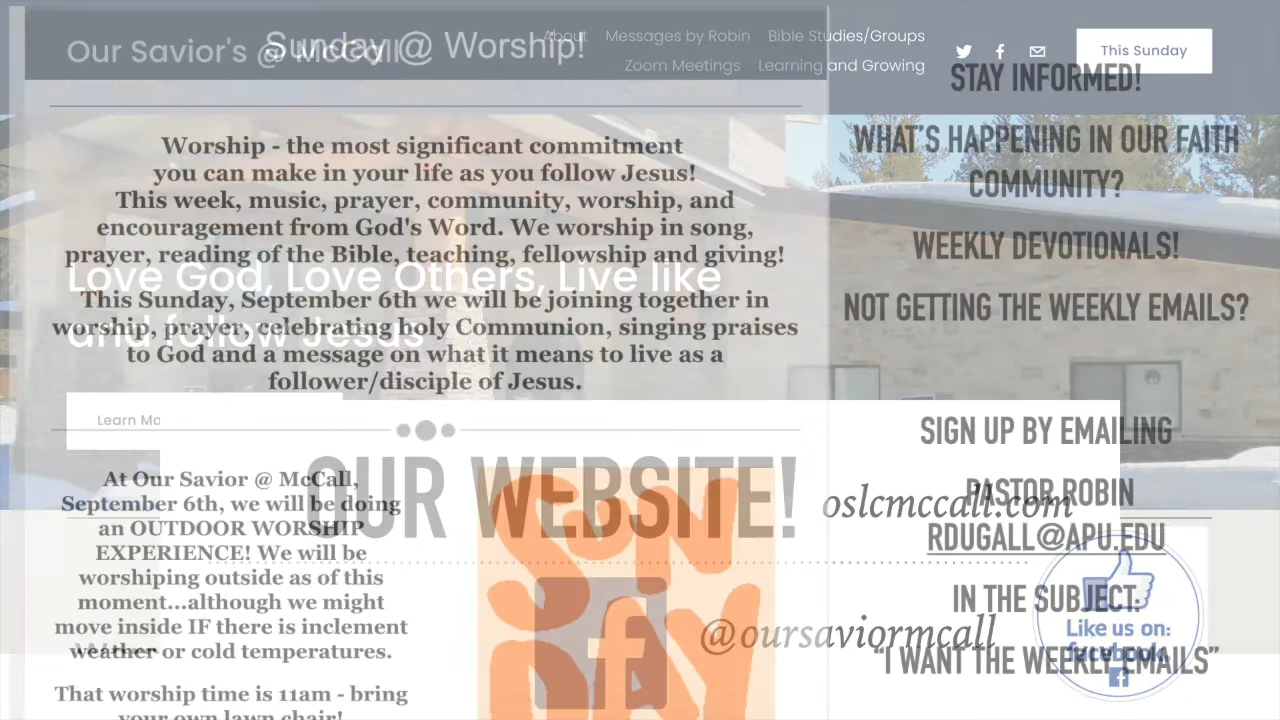 Our Savior's @ McCall
Sunday @ Worship!
About Messages by Robin Bible Studies/Groups
Zoom Meetings Learning and Growing
This Sunday
Worship - the most significant commitment
you can make in your life as you follow Jesus!
This week, music, prayer, community, worship, and
encouragement from God's Word. We worship in song,
prayer, reading of the Bible, teaching, fellowship and giving!
This Sunday, September 6th we will be joining together in
worship, prayer, celebrating holy Communion, singing praises
to God and a message on what it means to live as a
follower/disciple of Jesus.
Love God, Love Others, Live like
and follow Jesus
Learn Mo
At Our Savior @ McCall,
September 6th, we will be doing
an OUTDOOR WORSHIP
EXPERIENCE! We will be
worshiping outside as of this
moment...although we might
move inside IF there is inclement
weather or cold temperatures.
That worship time is 11am - bring
your own lawn chair!
OUR WEBSITE!
oslcmccall.com
@oursaviormcall
SUNDAY
f
STAY INFORMED!
WHAT'S HAPPENING IN OUR FAITH
COMMUNITY?
WEEKLY DEVOTIONALS!
NOT GETTING THE WEEKLY EMAILS?
SIGN UP BY EMAILING
PASTOR ROBIN
RDUGALL@APU.EDU
IN THE SUBJECT:
"I WANT THE WEEKLY EMAILS"
Like us on:
facebook
f